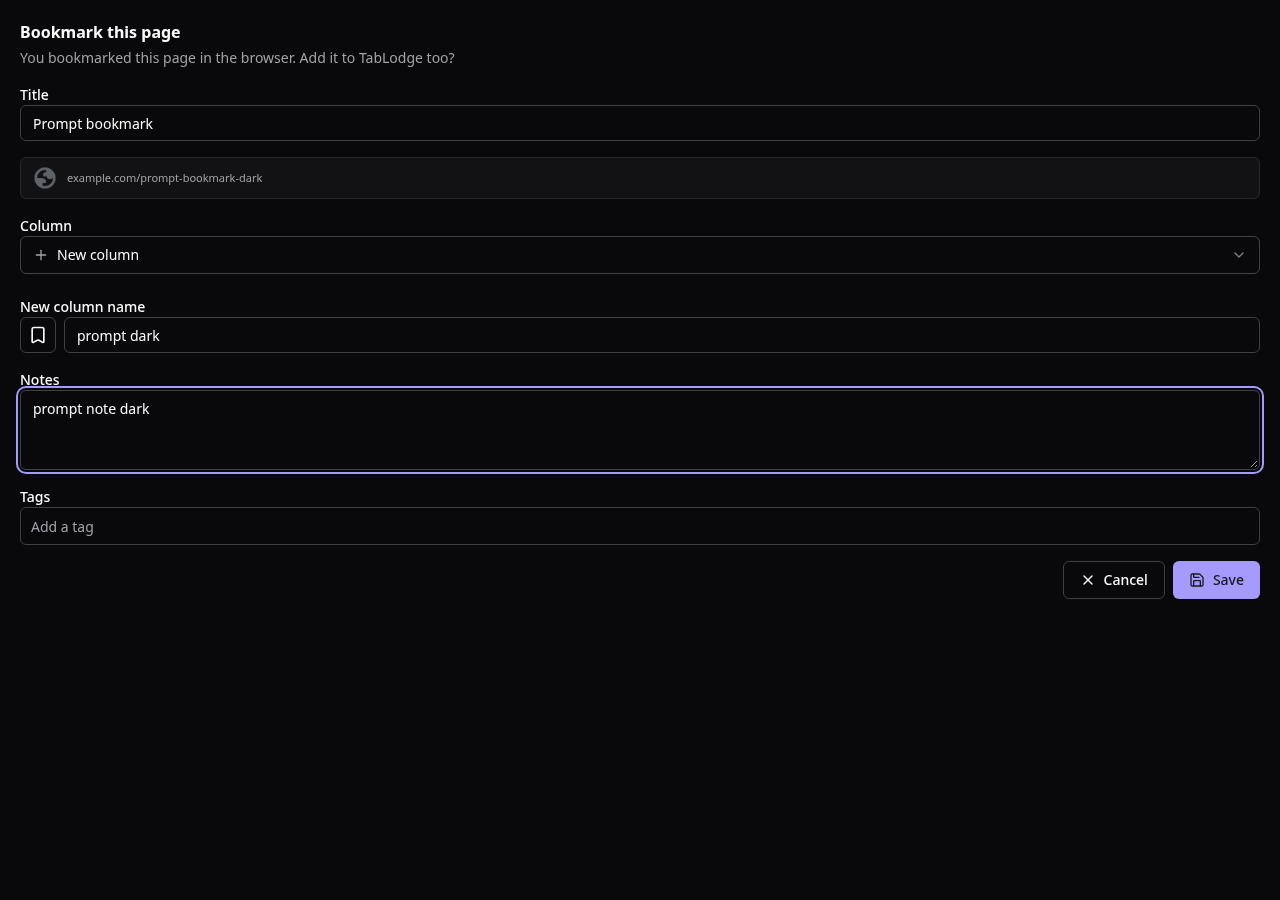 Bookmark this page
You bookmarked this page in the browser. Add it to TabLodge too?
Title
Prompt bookmark
example.com/prompt-bookmark-dark
Column
New column
New column name
prompt dark
Notes
prompt note dark
Tags
Add a tag
Cancel
Save